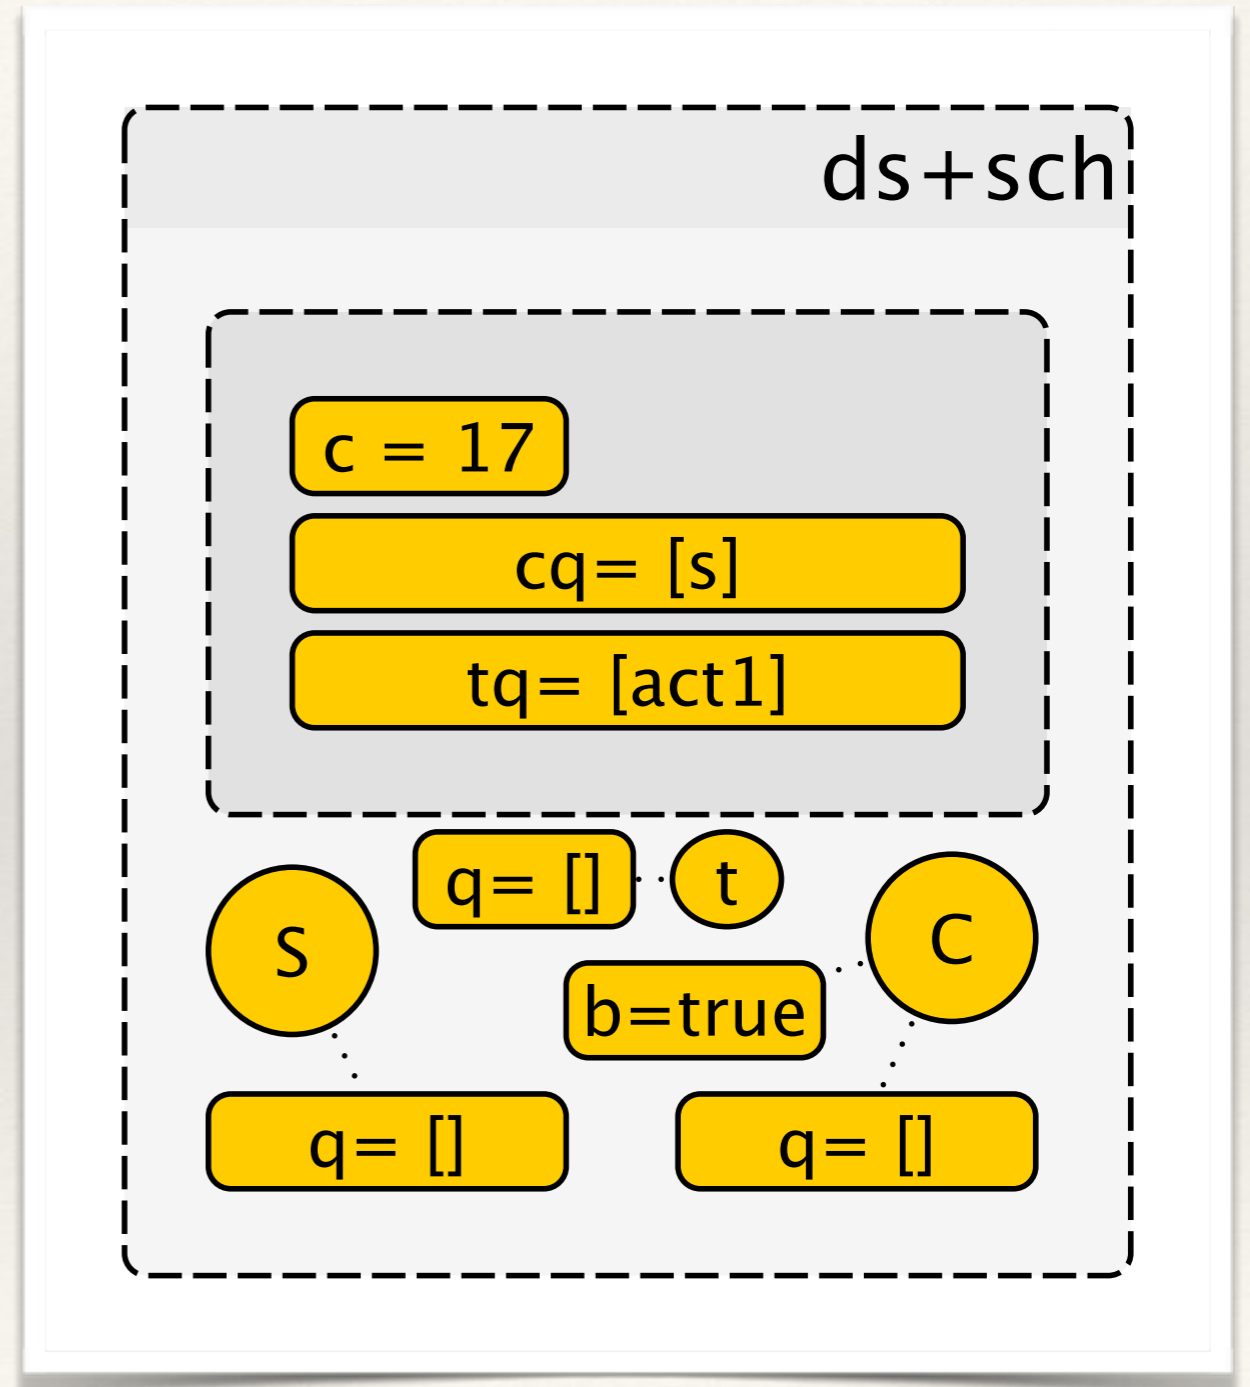 ds+sch
c = 17
cq= [s]
tq= [act1]
q= []
t
S
C
b=true
q= []
q= []